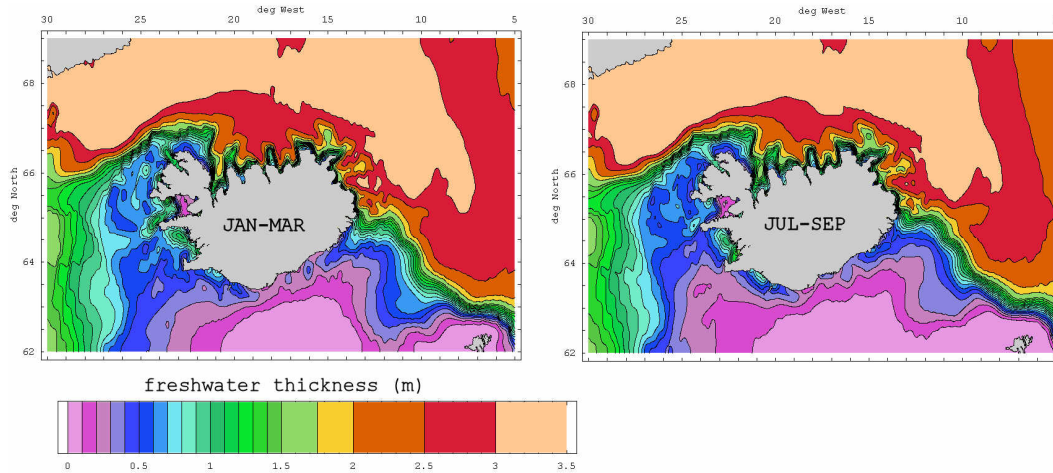 deg West
deg West
30 25 20 15 10 5
30 25 20 15 10
68
68
deg North
deg North
66
66
JAN-MAR
JUL-SEP
64
64
62
62
freshwater thickness (m)
0 0.5 1 1.5 2 2.5 3 3.5